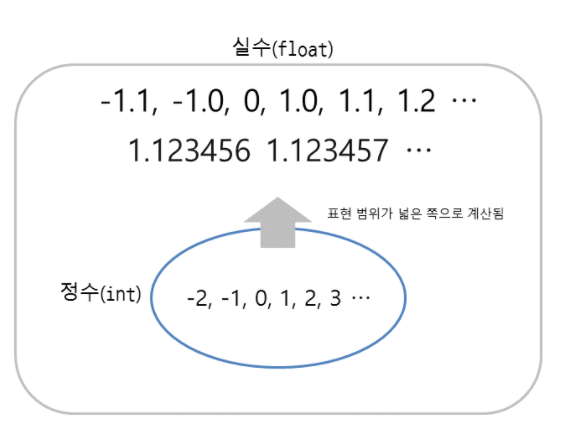 실수(float)
-1.1, -1.0, 0, 1.0, 1.1, 1.2 ⋯
1.123456 1.123457 ⋯
표현 범위가 넓은 쪽으로 계산됨
정수(int)
-2, -1, 0, 1, 2, 3 ⋯